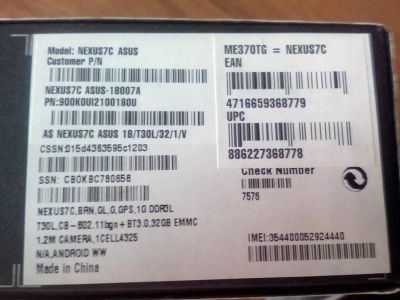 Model: NEXUS7C ASUS
Customer P/N
NEXUS7C ASUS-1B007A
PN:900K0UI2100180U
AS NEXUS7C ASUS 1B/T30L/32/1/V
CSSN:015d4363595c1203
SSN: CBOKBC780658
NEXUS7C,BRN,GL,G,GPS,1G DDR3L
T30L,CB-802.11bgn+BT3.0,32GB EMMC
1.2M CAMERA,1CELL4325
N/A,ANDROID WW
Made in China
ME370TG = NEXUS7C
EAN
4716659368779
UPC
886227368778
Check Number
7576
IMEI:354400052924440